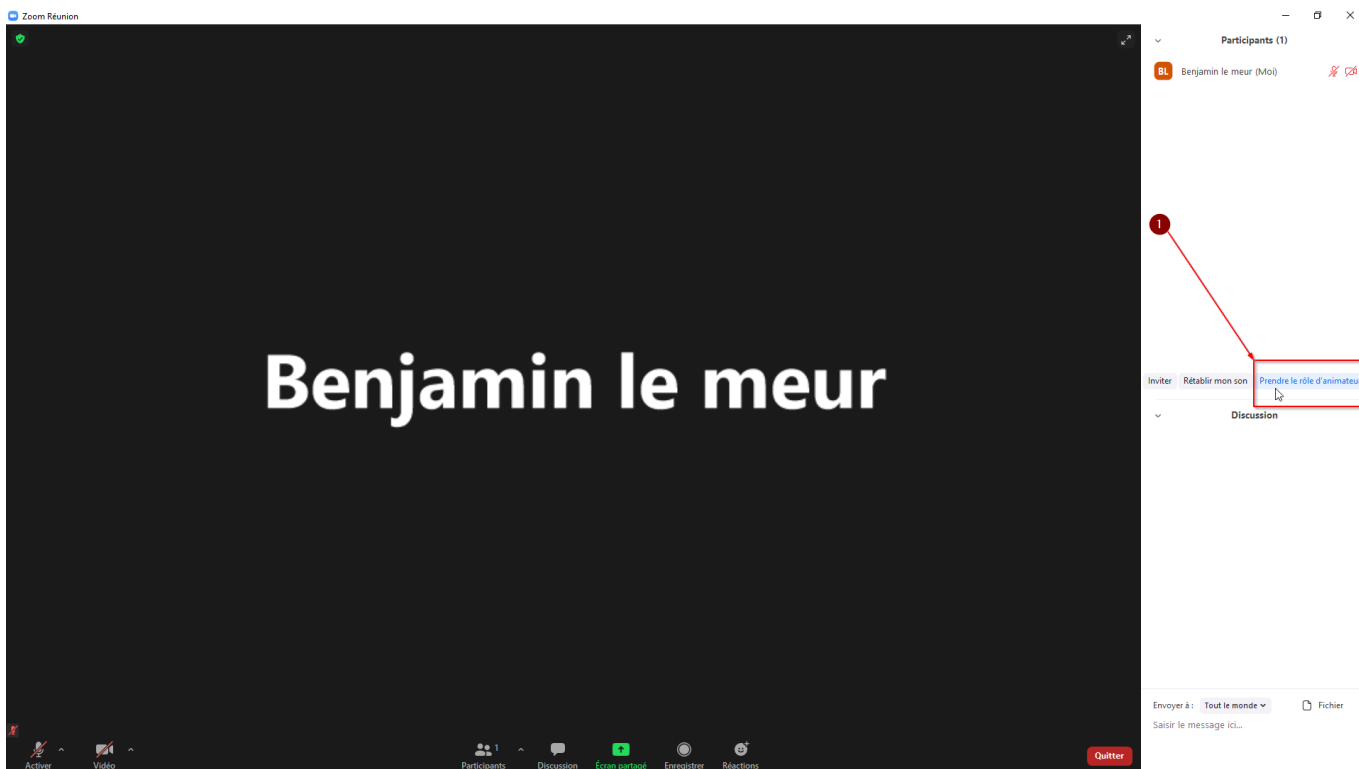 Zoom Réunion
Participants (1)
BL Benjamin le meur (Moi)
1
Benjamin le meur
Inviter Rétablir mon son Prendre le rôle d'animateu
Discussion
Envoyer à : Tout le monde Fichier
Saisir le message ici...
1
Activer Vidéo Participants Discussion Écran partagé Enregistrer Réactions Quitter